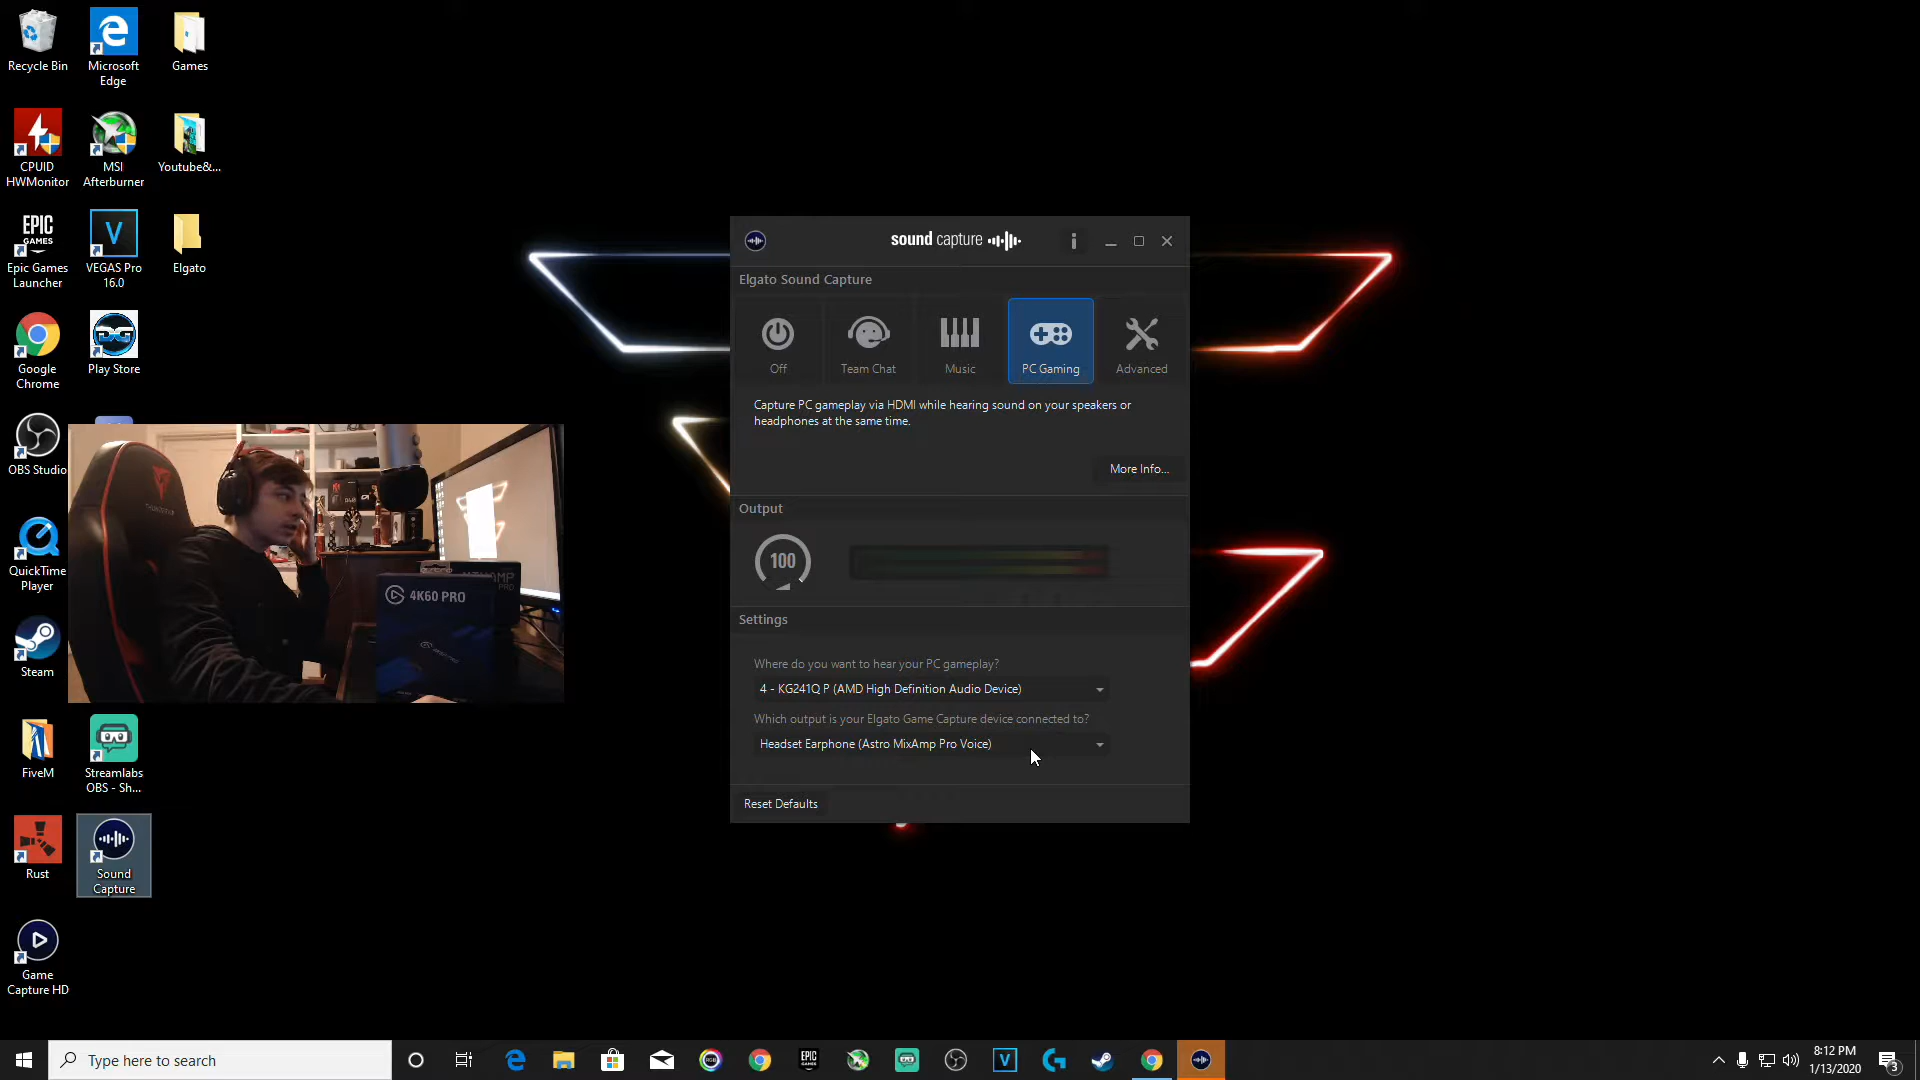 Recycle Bin
Microsoft
Edge
Games
CPUID
HWMonitor
MSI
Afterburner
Youtube&...
EPIC
GAMES
Epic Games
Launcher
V
VEGAS Pro
16.0
Elgato
Google
Chrome
Play Store
OBS Studio
QuickTime
Player
Steam
FiveM
Streamlabs
OBS - Sh...
Rust
Sound
Capture
Game
Capture HD
4K60 PRO
sound capture
Elgato Sound Capture
Off
Team Chat
Music
PC Gaming
Advanced
Capture PC gameplay via HDMI while hearing sound on your speakers or
headphones at the same time.
More Info...
Output
100
Settings
Where do you want to hear your PC gameplay?
4 - KG241Q P (AMD High Definition Audio Device)
Which output is your Elgato Game Capture device connected to?
Headset Earphone (Astro MixAmp Pro Voice)
Reset Defaults
Type here to search
EPIC
V
8:12 PM
1/13/2020
3